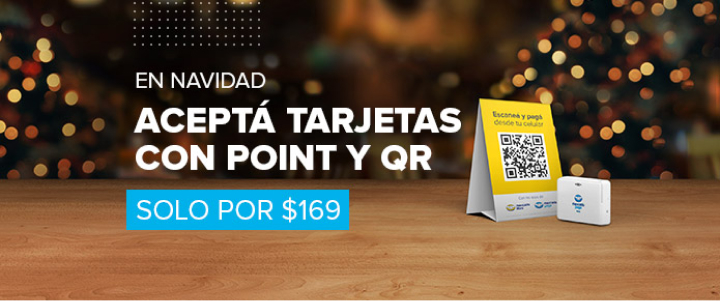 EN NAVIDAD
ACEPTÁ TARJETAS
CON POINT Y QR
SOLO POR $169
Escaneá y pagá
desde tu celular